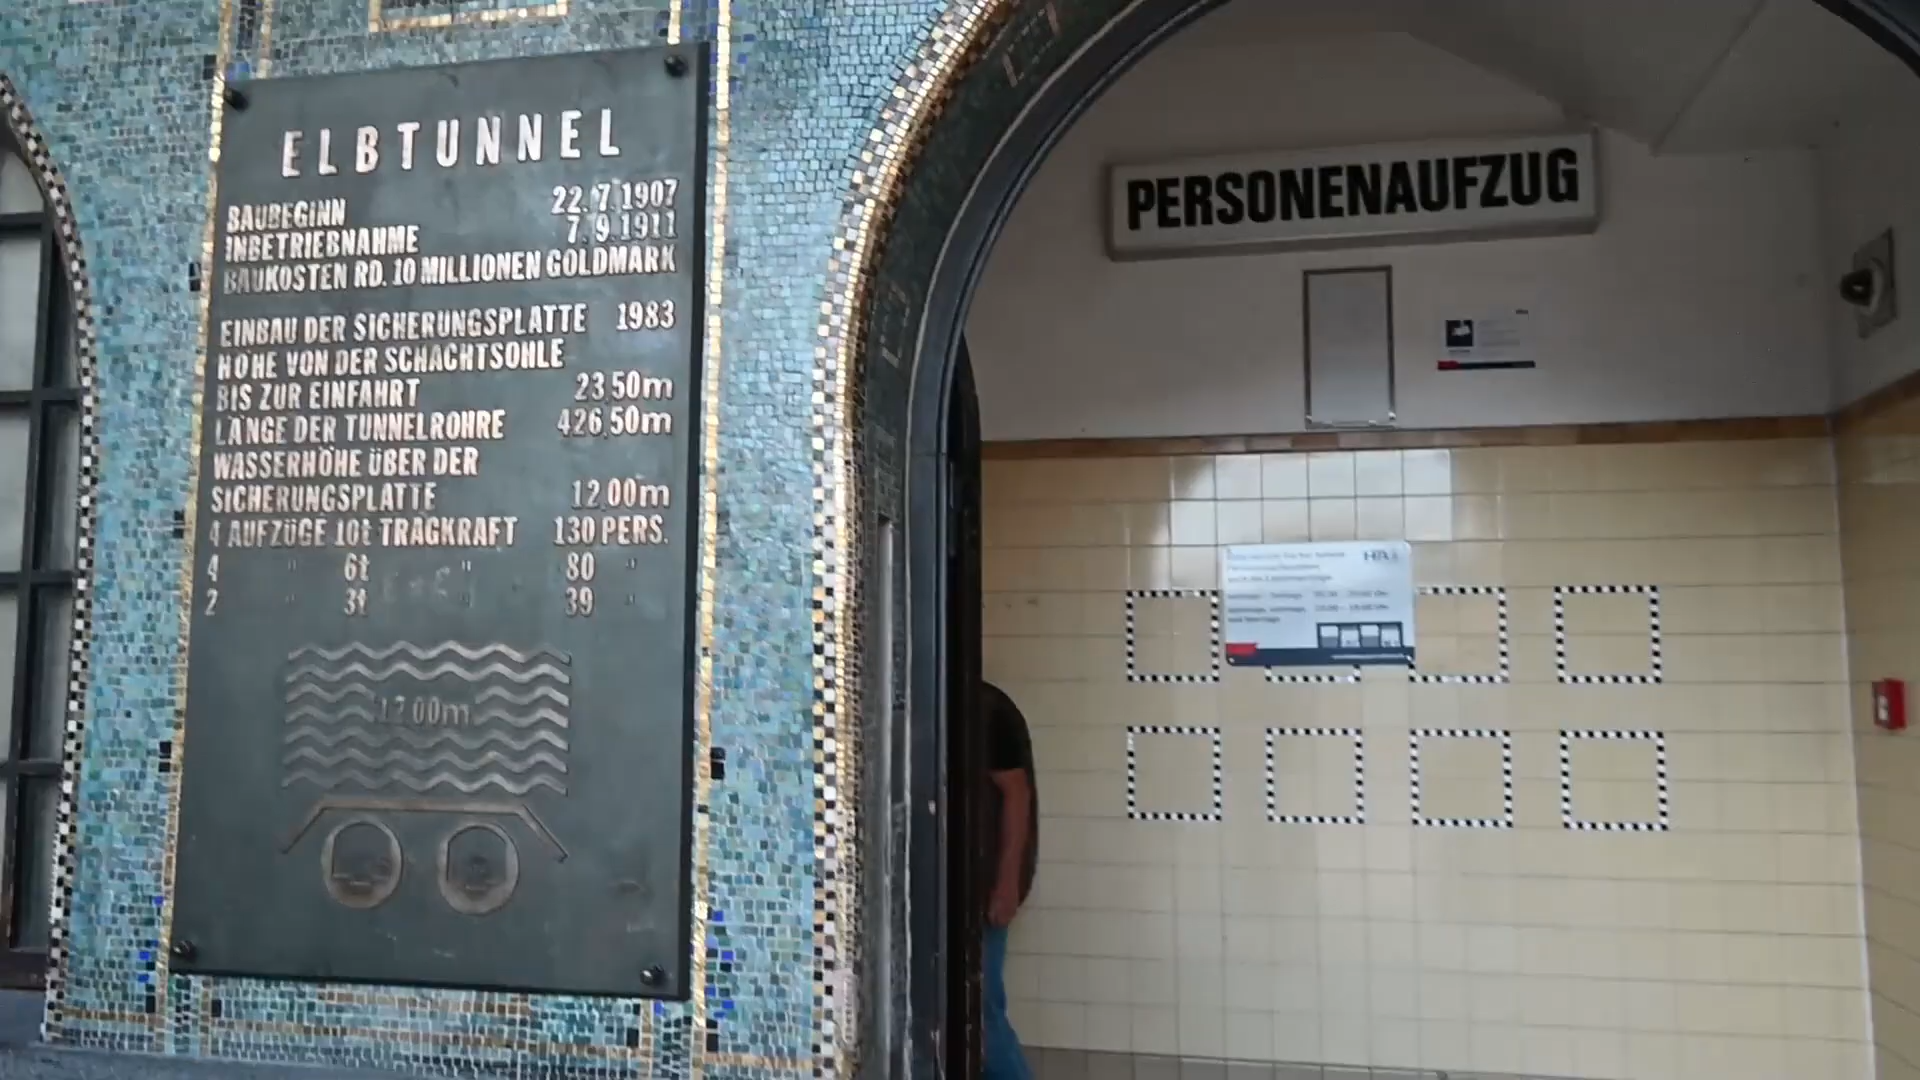 ELBTUNNEL
BAUBEGINN 22.7.1907
INBETRIEBNAHME 7.9.1911
BAUKOSTEN RD. 10 MILLIONEN GOLDMARK
EINBAU DER SICHERUNGSPLATTE 1983
HÖHE VON DER SCHACHTSOHLE
BIS ZUR EINFAHRT 23,50m
LÄNGE DER TUNNELROHRE 426,50m
WASSERHÖHE ÜBER DER
SICHERUNGSPLATTE 12,00m
4 AUFZÜGE 10t TRAGKRAFT 130 PERS.
4 " 6t " 80 "
2 " 3t " 39 "
12,00m
PERSONENAUFZUG